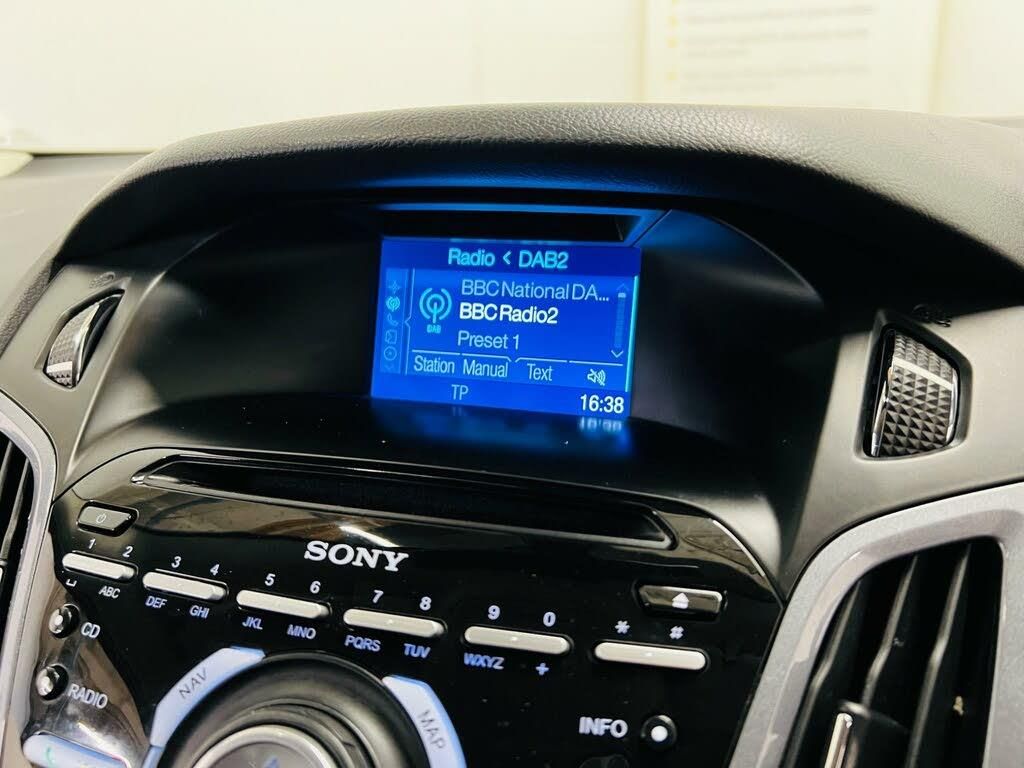 Radio < DAB2
BBC National DA...
BBC Radio2
DAB
Preset 1
Station Manual Text
TP
16:38
SONY
1 2 3 4 5 6 7 8 9 0 * #
ABC DEF GHI JKL MNO PQRS TUV WXYZ +
CD
RADIO
NAV
MAP
INFO